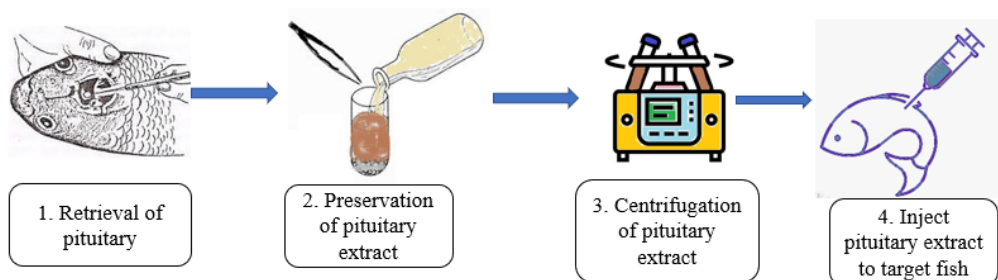 1. Retrieval of
pituitary
2. Preservation
of pituitary
extract
3. Centrifugation
of pituitary
extract
4. Inject
pituitary extract
to target fish